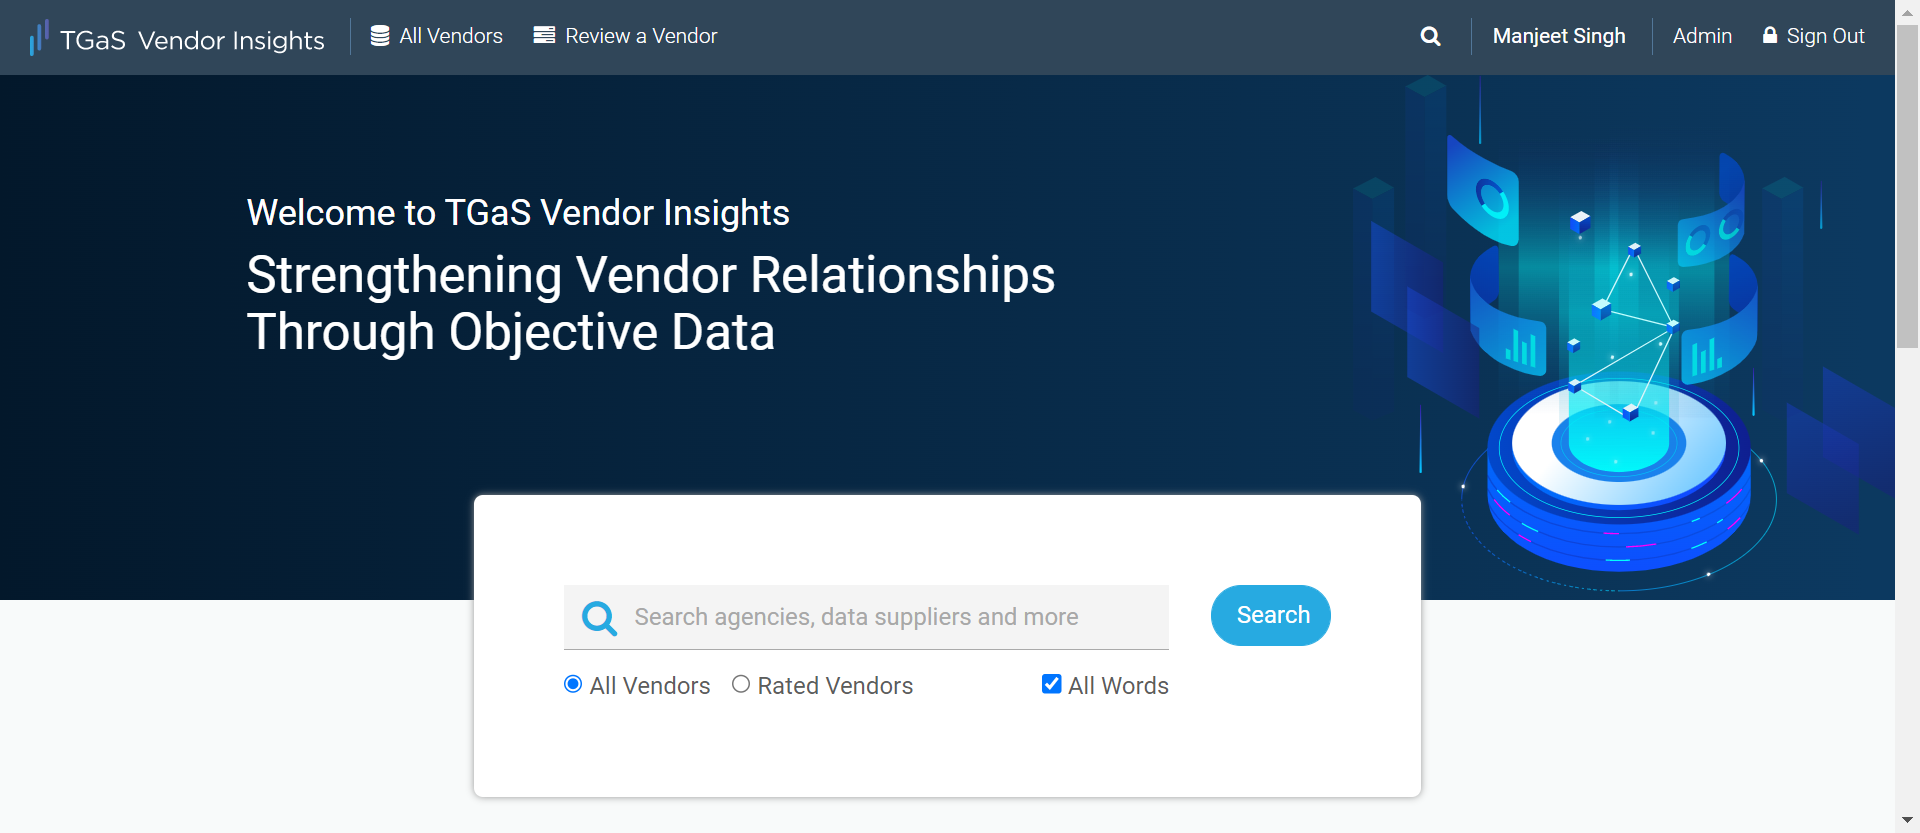 TGaS Vendor Insights
All Vendors
Review a Vendor
Manjeet Singh
Admin
Sign Out
Welcome to TGaS Vendor Insights
Strengthening Vendor Relationships
Through Objective Data
Search agencies, data suppliers and more
Search
All Vendors
Rated Vendors
All Words